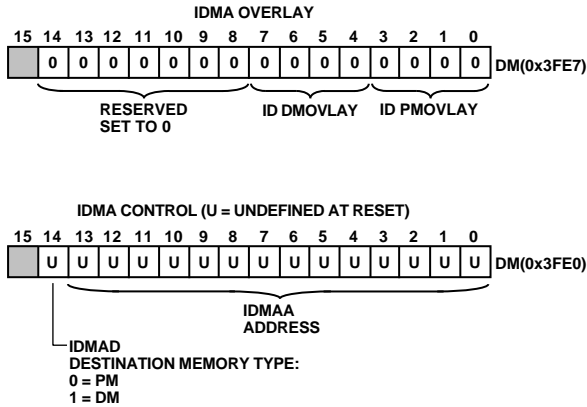 IDMA OVERLAY
15 14 13 12 11 10 9 8 7 6 5 4 3 2 1 0
0 0 0 0 0 0 0 0 0 0 0 0 0 0 0 DM(0x3FE7)
RESERVED ID DMOVLAY ID PMOVLAY
SET TO 0
IDMA CONTROL (U = UNDEFINED AT RESET)
15 14 13 12 11 10 9 8 7 6 5 4 3 2 1 0
U U U U U U U U U U U U U U U DM(0x3FE0)
IDMAA
ADDRESS
IDMAD
DESTINATION MEMORY TYPE:
0 = PM
1 = DM